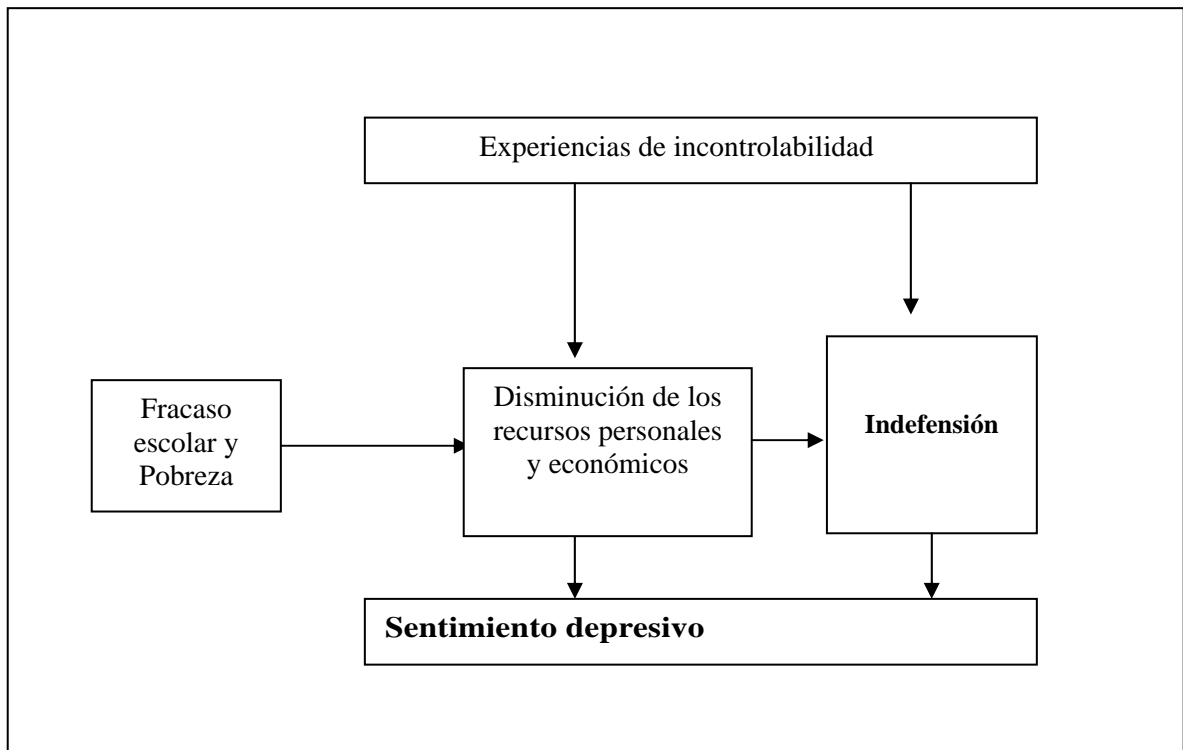 Experiencias de incontrolabilidad
Fracaso
escolar y
Pobreza
Disminución de los
recursos personales
y económicos
Indefensión
Sentimiento depresivo